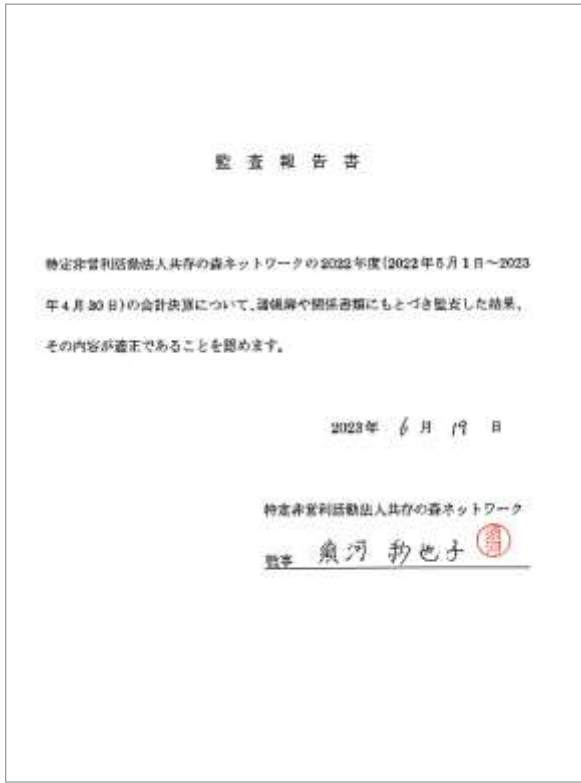 監査報告書
特定非営利活動法人共存の森ネットワークの2022年度(2022年5月1日～2023
年4月30日)の会計決算について、諸帳簿や関係書類にもとづき監査した結果、
その内容が適正であることを認めます。
2023年 6月 19日
特定非営利活動法人共存の森ネットワーク
監事 河 也子